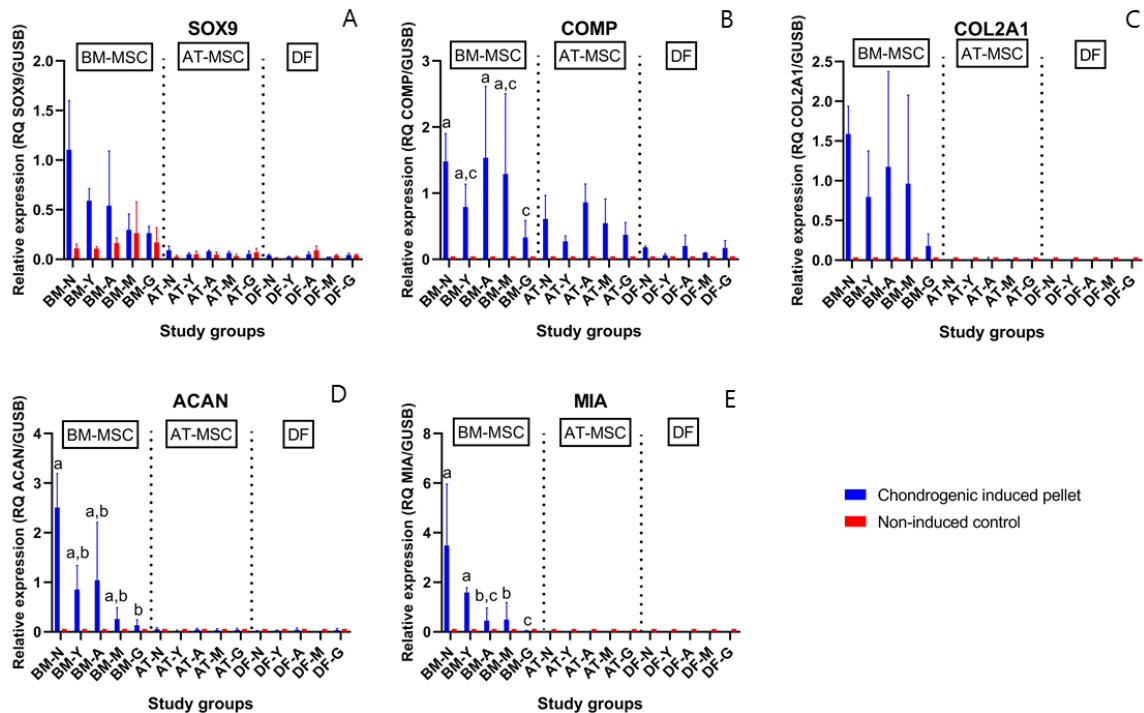 A
SOX9
BM-MSC AT-MSC DF
Relative expression (RQ SOX9/GUSB)
2.0
1.5
1.0
0.5
0.0
BM-N BM-Y BM-A BM-M BM-G AT-N AT-Y AT-A AT-M AT-G DF-N DF-Y DF-A DF-M DF-G
Study groups
B
COMP
BM-MSC AT-MSC DF
Relative expression (RQ COMP/GUSB)
3
2
1
0
a a,c a a,c c
BM-N BM-Y BM-A BM-M BM-G AT-N AT-Y AT-A AT-M AT-G DF-N DF-Y DF-A DF-M DF-G
Study groups
C
COL2A1
BM-MSC AT-MSC DF
Relative expression (RQ COL2A1/GUSB)
2.5
2.0
1.5
1.0
0.5
0.0
BM-N BM-Y BM-A BM-M BM-G AT-N AT-Y AT-A AT-M AT-G DF-N DF-Y DF-A DF-M DF-G
Study groups
D
ACAN
BM-MSC AT-MSC DF
Relative expression (RQ ACAN/GUSB)
4
3
2
1
0
a a,b a,b a,b b
BM-N BM-Y BM-A BM-M BM-G AT-N AT-Y AT-A AT-M AT-G DF-N DF-Y DF-A DF-M DF-G
Study groups
E
MIA
BM-MSC AT-MSC DF
Relative expression (RQ MIA/GUSB)
8
6
4
2
0
a a b,c b c
BM-N BM-Y BM-A BM-M BM-G AT-N AT-Y AT-A AT-M AT-G DF-N DF-Y DF-A DF-M DF-G
Study groups
Chondrogenic induced pellet
Non-induced control